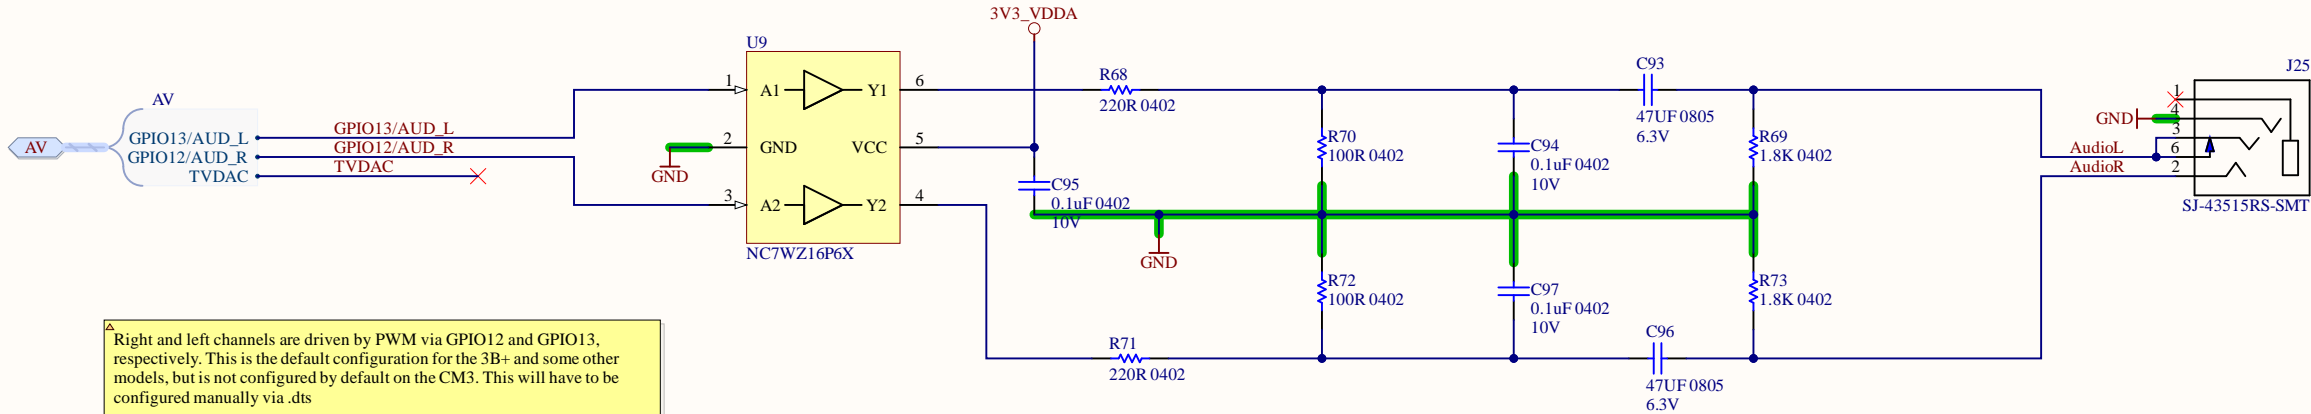 3V3_VDDA
U9
C93
J25
1
A1
Y1
6
R68
220R 0402
47UF 0805
6.3V
1
AV
GND
4
GPIO13/AUD_L
GPIO13/AUD_L
3
AV
GPIO12/AUD_R
GPIO12/AUD_R
2
GND
VCC
5
R70
100R 0402
C94
0.1uF 0402
10V
R69
1.8K 0402
AudioL
6
TVDAC
TVDAC
GND
AudioR
2
3
A2
Y2
4
C95
0.1uF 0402
10V
SJ-43515RS-SMT
NC7WZ16P6X
GND
R72
100R 0402
C97
0.1uF 0402
10V
R73
1.8K 0402
R71
220R 0402
C96
47UF 0805
6.3V
Right and left channels are driven by PWM via GPIO12 and GPIO13,
respectively. This is the default configuration for the 3B+ and some other
models, but is not configured by default on the CM3. This will have to be
configured manually via .dts